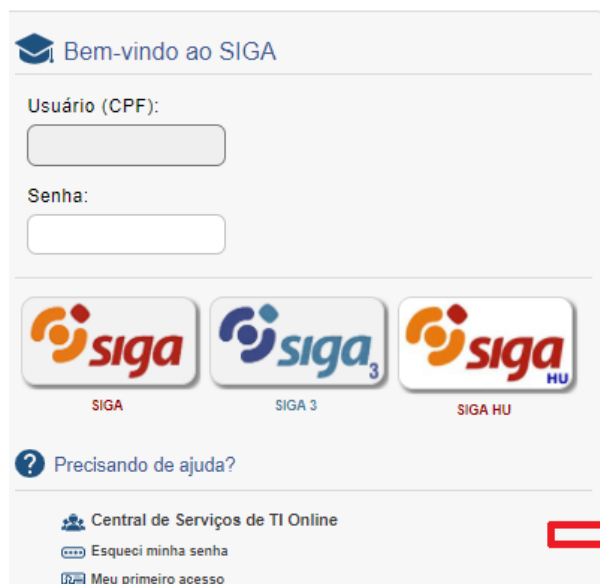 Bem-vindo ao SIGA
Usuário (CPF):
Senha:
siga siga 3 siga HU
SIGA SIGA 3 SIGA HU
? Precisando de ajuda?
Central de Serviços de TI Online
Esqueci minha senha
Meu primeiro acesso